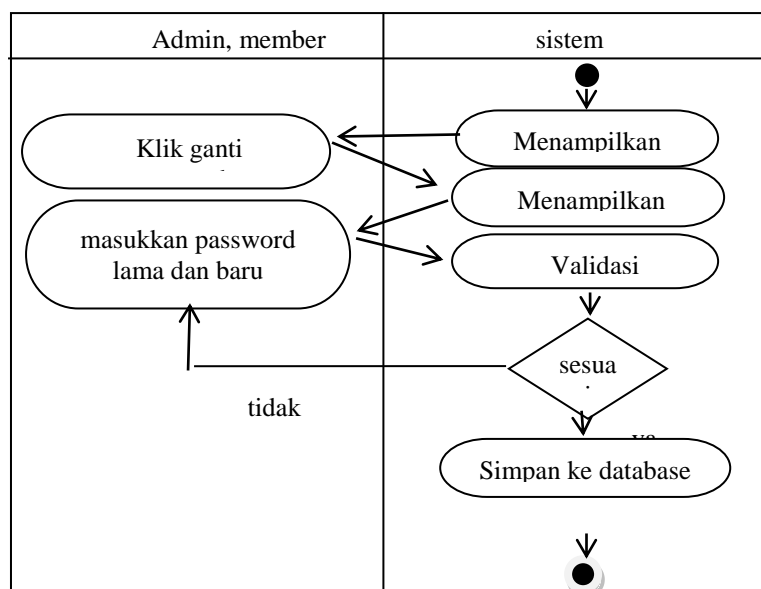 Admin, member
sistem
Menampilkan
Klik ganti
Menampilkan
masukkan password
lama dan baru
Validasi
sesua
tidak
Simpan ke database